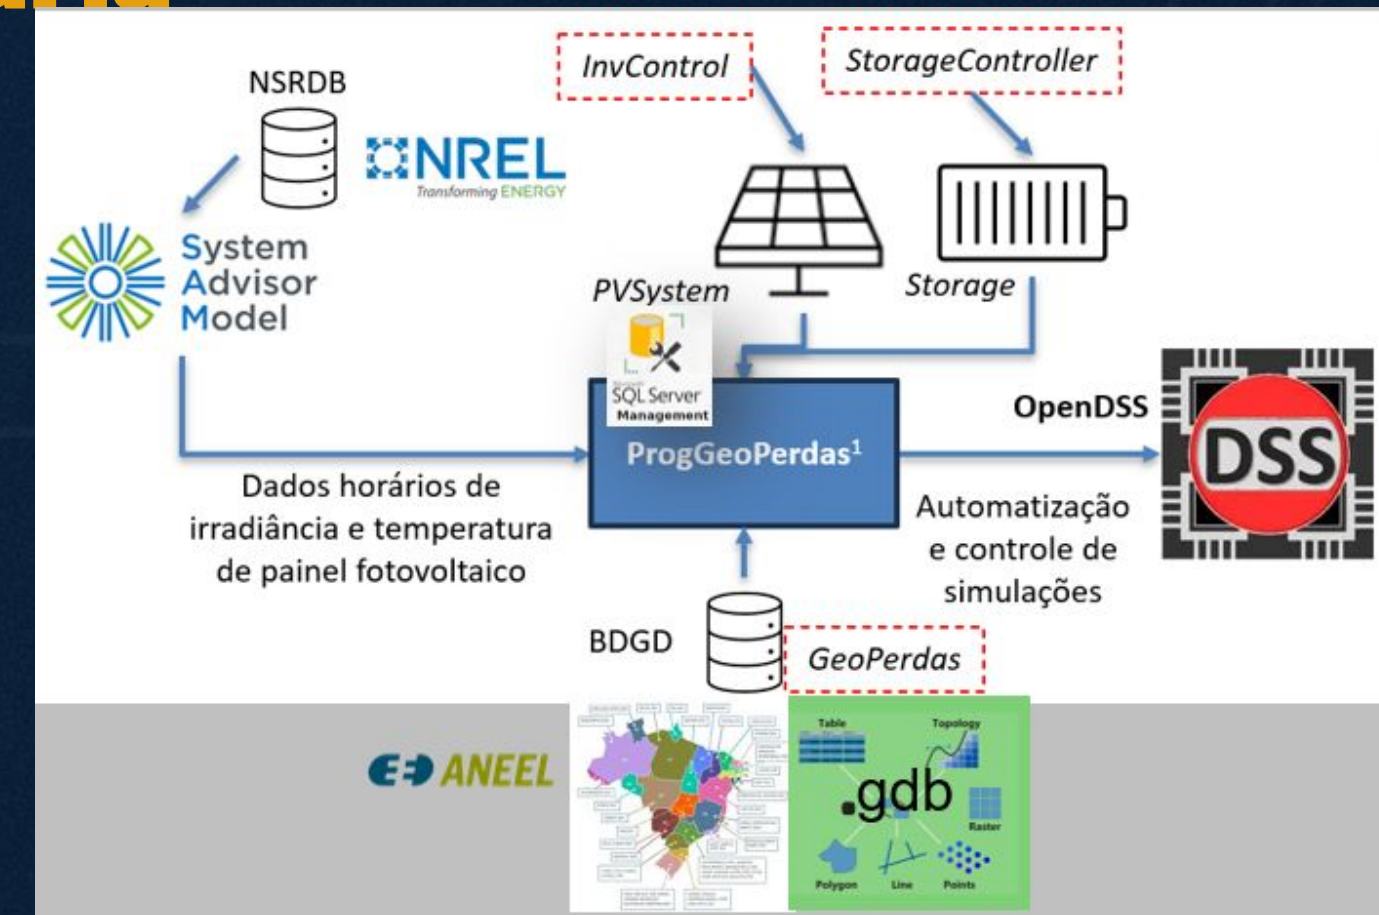 InvControl
StorageController
NSRDB
NREL
Transforming ENERGY
System
Advisor
Model
PVSystem
Storage
SQL Server
Management
ProgGeoPerdas¹
OpenDSS
DSS
Dados horários de
irradiância e temperatura
de painel fotovoltaico
Automatização
e controle de
simulações
BDGD
GeoPerdas
ANEEL
Table
Topology
gdb
Raster
Polygon
Line
Points